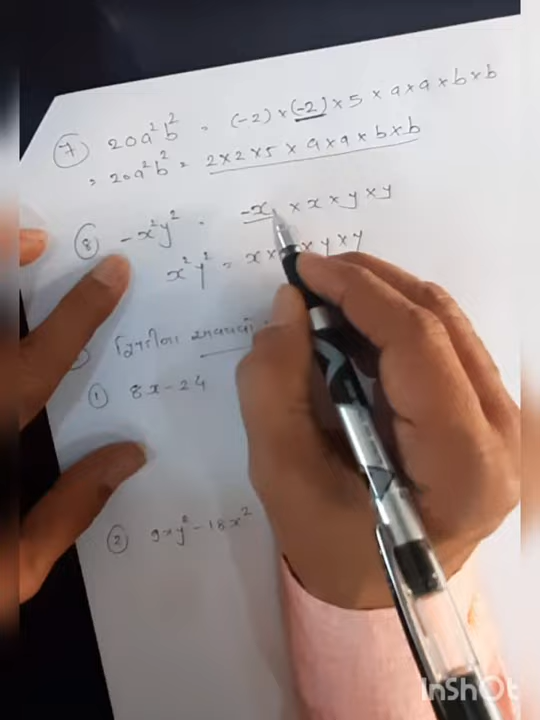 ⑦ 20a²b² = (-2) × (-2) × 5 × a × a × b × b
= 20a²b² = 2 × 2 × 5 × a × a × b × b
⑧ -x²y² = -x × x × y × y
x²y² = x × × y × y
① 8x - 24
② 9xy² - 18x²
InShOt